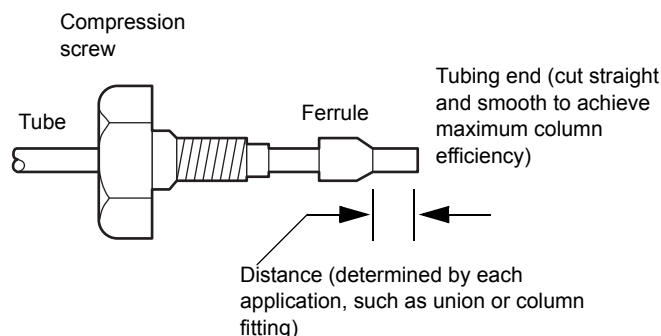 Compression
screw
Tube
Ferrule
Tubing end (cut straight
and smooth to achieve
maximum column
efficiency)
Distance (determined by each
application, such as union or column
fitting)